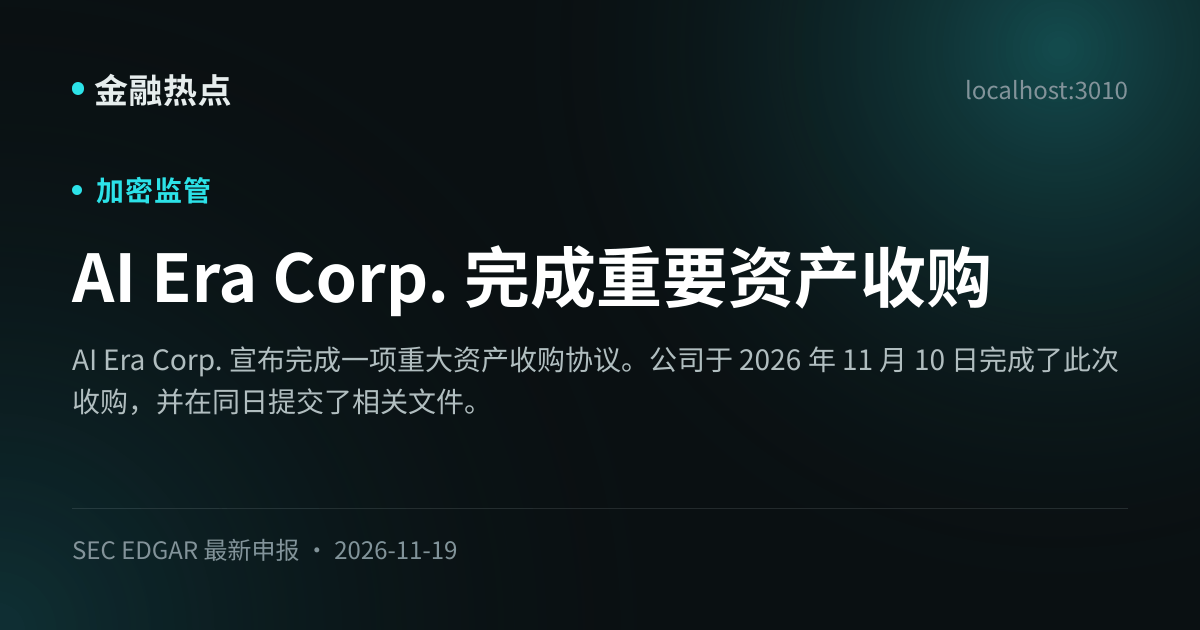 金融热点
localhost:3010
加密监管
AI Era Corp. 完成重要资产收购
AI Era Corp. 宣布完成一项重大资产收购协议。公司于 2026 年 11 月 10 日完成了此次
收购，并在同日提交了相关文件。
SEC EDGAR 最新申报 · 2026-11-19